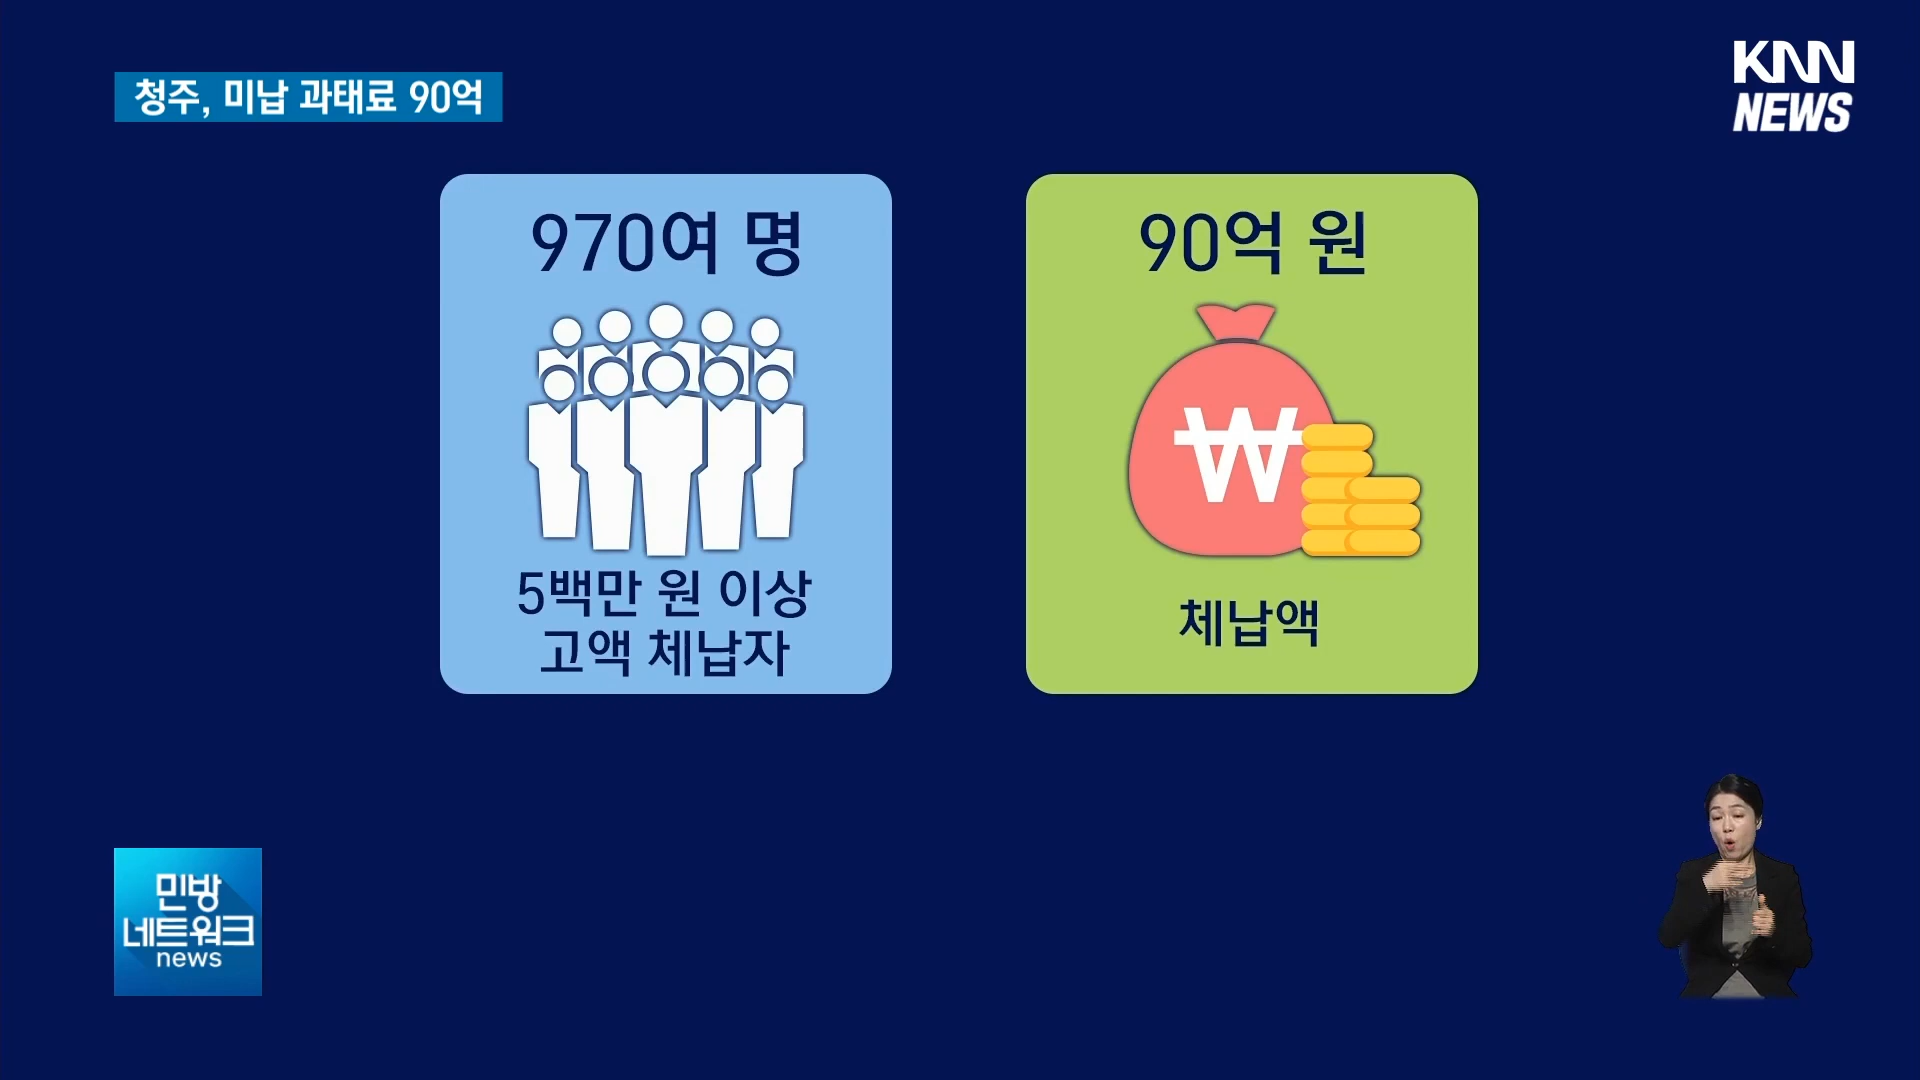 청주, 미납 과태료 90억
KNN
NEWS
970여 명
5백만 원 이상
고액 체납자
90억 원
₩
체납액
민방
네트워크
news